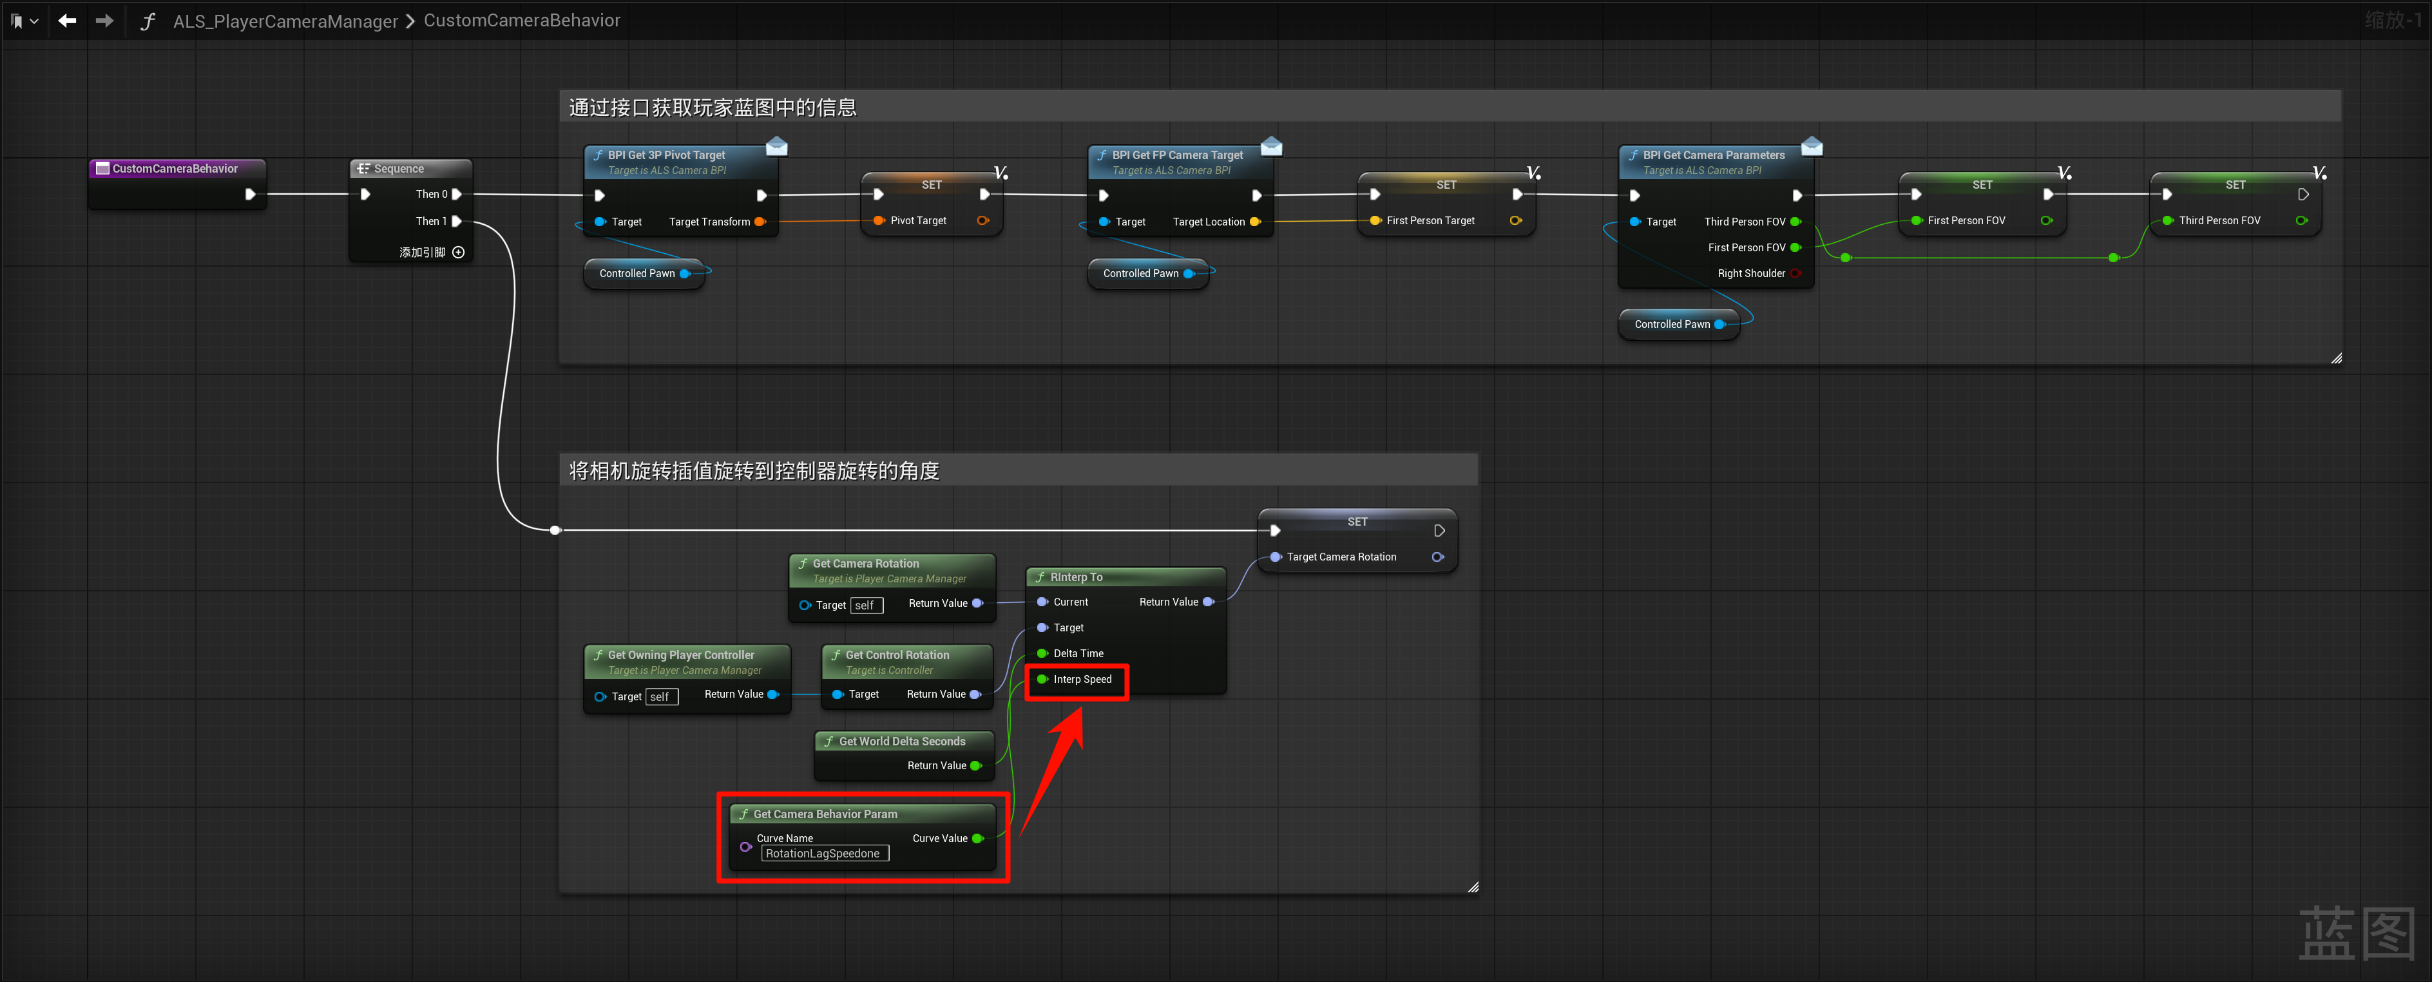 ALS_PlayerCameraManager > CustomCameraBehavior
缩放-1
通过接口获取玩家蓝图中的信息
CustomCameraBehavior
Sequence
Then 0
Then 1
添加引脚
BPI Get 3P Pivot Target
Target is ALS Camera BPI
Target
Target Transform
Controlled Pawn
SET
Pivot Target
BPI Get FP Camera Target
Target is ALS Camera BPI
Target
Target Location
Controlled Pawn
SET
First Person Target
BPI Get Camera Parameters
Target is ALS Camera BPI
Target
Third Person FOV
First Person FOV
Right Shoulder
Controlled Pawn
SET
First Person FOV
SET
Third Person FOV
将相机旋转插值旋转到控制器旋转的角度
SET
Target Camera Rotation
Get Camera Rotation
Target is Player Camera Manager
Target self
Return Value
RInterp To
Current
Return Value
Target
Delta Time
Interp Speed
Get Owning Player Controller
Target is Player Camera Manager
Target self
Return Value
Get Control Rotation
Target is Controller
Target
Return Value
Get World Delta Seconds
Return Value
Get Camera Behavior Param
Curve Name
RotationLagSpeedone
Curve Value
蓝图